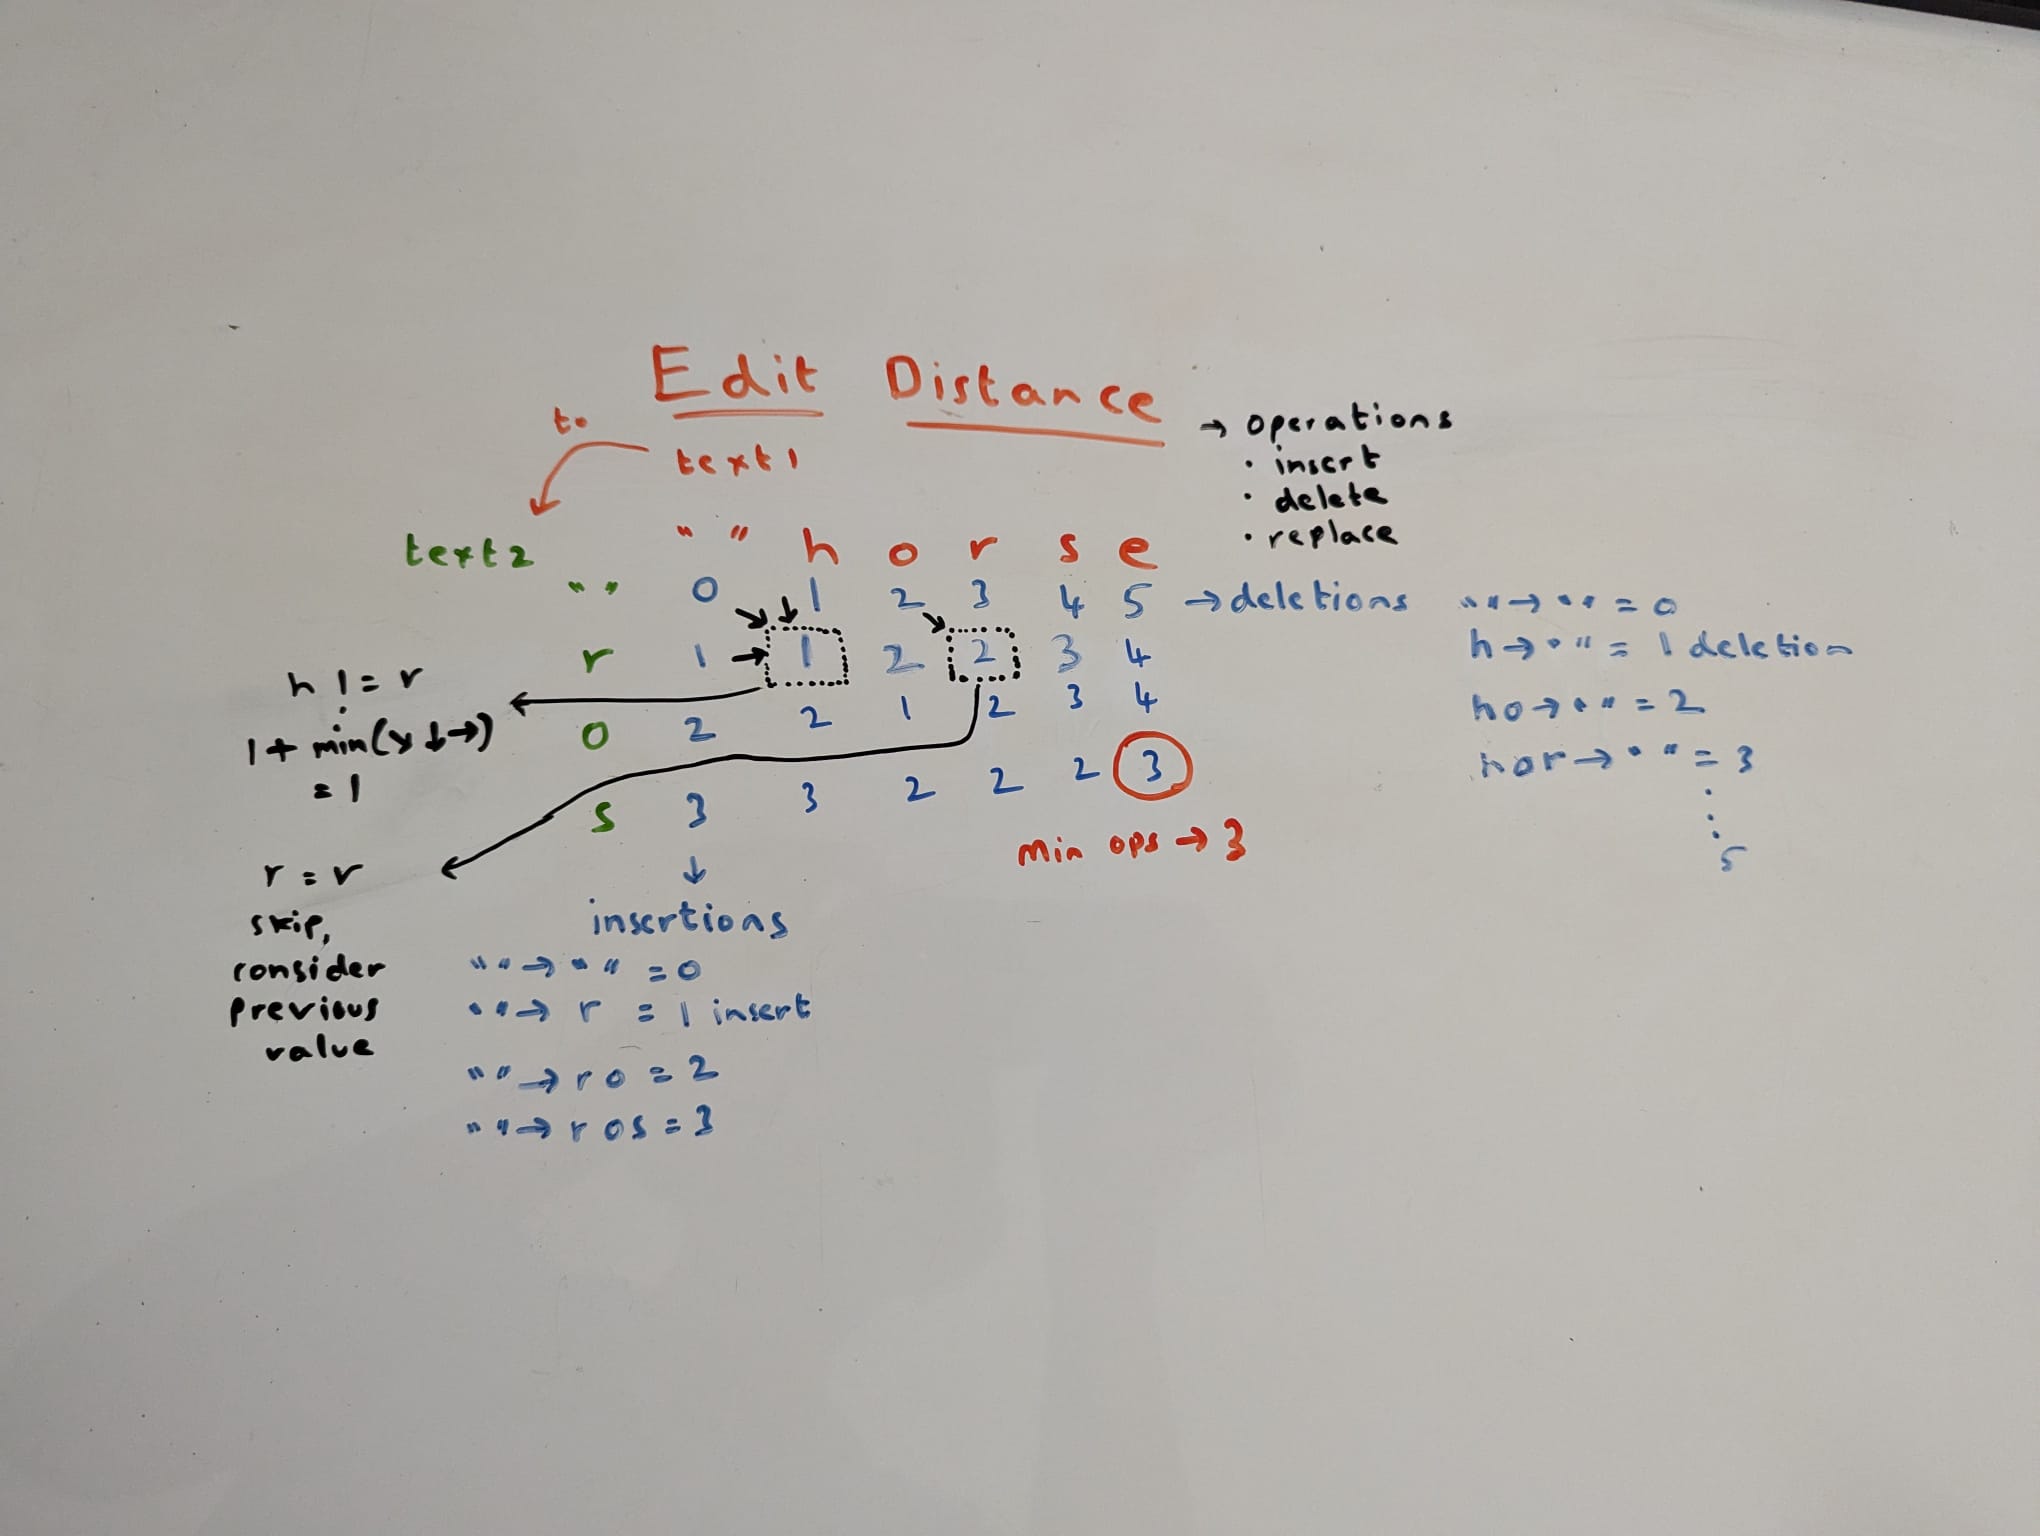 Edit Distance
to
text1
→ operations
• insert
• delete
• replace
text2
" " h o r s e
" " 0 1 2 3 4 5 → deletions
r 1 → 1 2 2 3 4
o 2 2 1 2 3 4
s 3 3 2 2 2 3
min ops → 3
h != r
1 + min(↘ ↓ →)
= 1
r = r
skip,
consider
previous
value
↓
insertions
" " → " " = 0
" " → r = 1 insert
" " → ro = 2
" " → ros = 3
" " → " " = 0
h → " " = 1 deletion
ho → " " = 2
hor → " " = 3
⋮
5